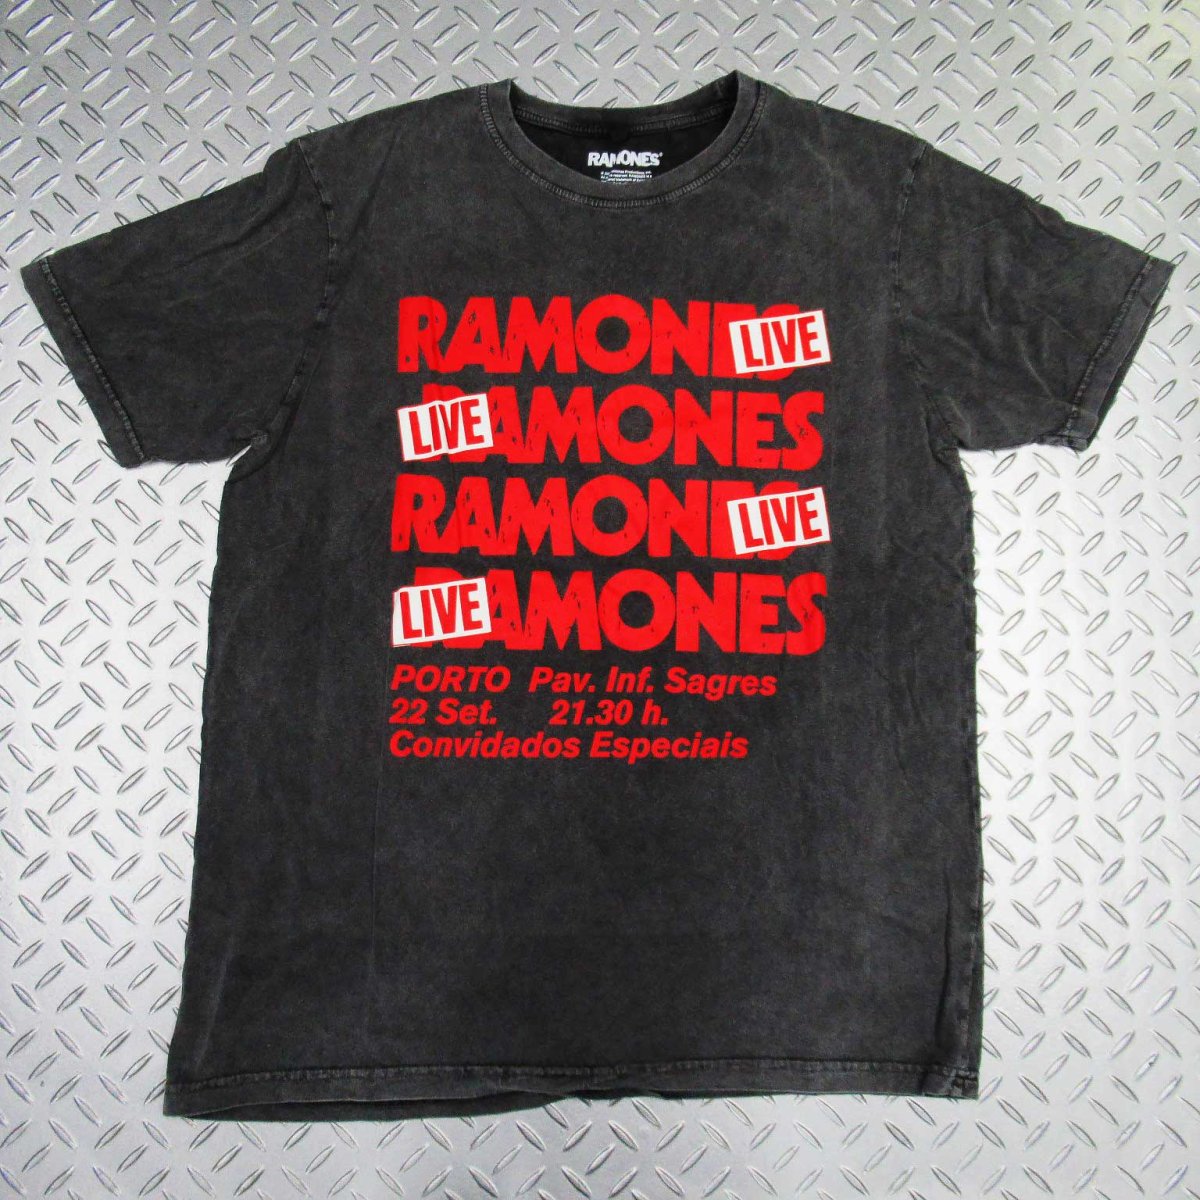 RAMONES
RAMONES LIVE
LIVE RAMONES
RAMONES LIVE
LIVE RAMONES
PORTO Pav. Inf. Sagres
22 Set. 21.30 h.
Convidados Especiais